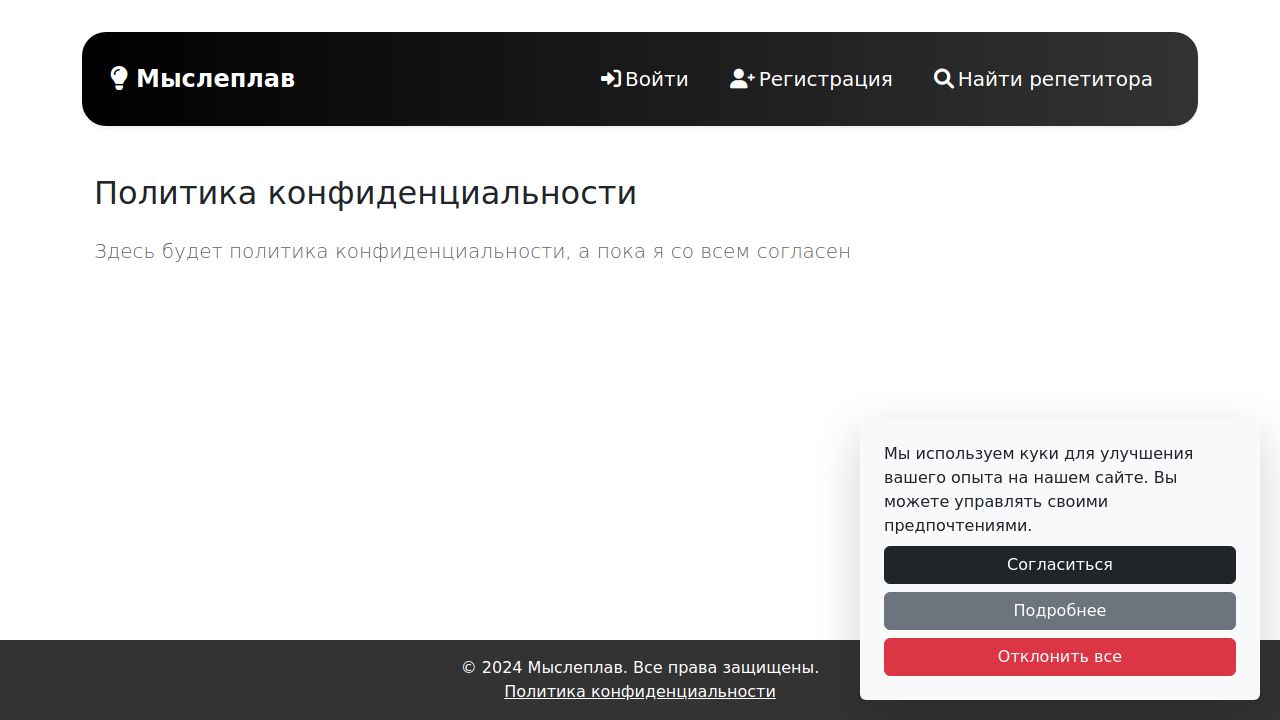 Мыслеплав
Войти
Регистрация
Найти репетитора
Политика конфиденциальности
Здесь будет политика конфиденциальности, а пока я со всем согласен
Мы используем куки для улучшения
вашего опыта на нашем сайте. Вы
можете управлять своими
предпочтениями.
Согласиться
Подробнее
Отклонить все
© 2024 Мыслеплав. Все права защищены.
Политика конфиденциальности